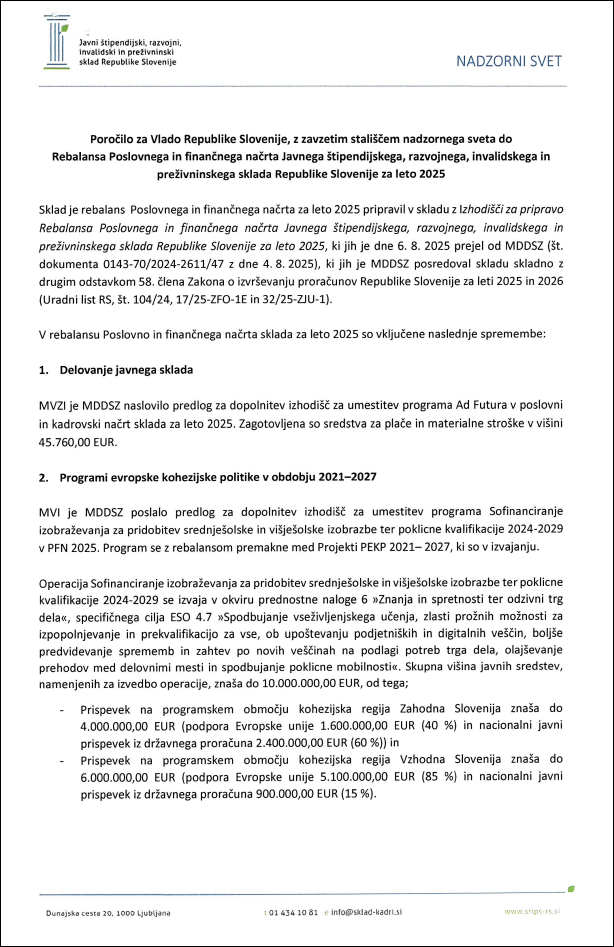 Javni štipendijski, razvojni,
invalidski in preživninski
sklad Republike Slovenije
NADZORNI SVET
Poročilo za Vlado Republike Slovenije, z zavzetim stališčem nadzornega sveta do
Rebalansa Poslovnega in finančnega načrta Javnega štipendijskega, razvojnega, invalidskega in
preživninskega sklada Republike Slovenije za leto 2025
Sklad je rebalans Poslovnega in finančnega načrta za leto 2025 pripravil v skladu z Izhodišči za pripravo
Rebalansa Poslovnega in finančnega načrta Javnega štipendijskega, razvojnega, invalidskega in
preživninskega sklada Republike Slovenije za leto 2025, ki jih je dne 6. 8. 2025 prejel od MDDSZ (št.
dokumenta 0143-70/2024-2611/47 z dne 4. 8. 2025), ki jih je MDDSZ posredoval skladu skladno z
drugim odstavkom 58. člena Zakona o izvrševanju proračunov Republike Slovenije za leti 2025 in 2026
(Uradni list RS, št. 104/24, 17/25-ZFO-1E in 32/25-ZJU-1).
V rebalansu Poslovno in finančnega načrta sklada za leto 2025 so vključene naslednje spremembe:
1. Delovanje javnega sklada
MVZI je MDDSZ naslovilo predlog za dopolnitev izhodišč za umestitev programa Ad Futura v poslovni
in kadrovski načrt sklada za leto 2025. Zagotovljena so sredstva za plače in materialne stroške v višini
45.760,00 EUR.
2. Programi evropske kohezijske politike v obdobju 2021–2027
MVI je MDDSZ poslalo predlog za dopolnitev izhodišč za umestitev programa Sofinanciranje
izobraževanja za pridobitev srednješolske in višješolske izobrazbe ter poklicne kvalifikacije 2024-2029
v PFN 2025. Program se z rebalansom premakne med Projekti PEKP 2021– 2027, ki so v izvajanju.
Operacija Sofinanciranje izobraževanja za pridobitev srednješolske in višješolske izobrazbe ter poklicne
kvalifikacije 2024-2029 se izvaja v okviru prednostne naloge 6 »Znanja in spretnosti ter odzivni trg
dela«, specifičnega cilja ESO 4.7 »Spodbujanje vseživljenjskega učenja, zlasti prožnih možnosti za
izpopolnjevanje in prekvalifikacijo za vse, ob upoštevanju podjetniških in digitalnih veščin, boljše
predvidevanje sprememb in zahtev po novih veščinah na podlagi potreb trga dela, olajševanje
prehodov med delovnimi mesti in spodbujanje poklicne mobilnosti«. Skupna višina javnih sredstev,
namenjenih za izvedbo operacije, znaša do 10.000.000,00 EUR, od tega;
- Prispevek na programskem območju kohezijska regija Zahodna Slovenija znaša do
4.000.000,00 EUR (podpora Evropske unije 1.600.000,00 EUR (40 %) in nacionalni javni
prispevek iz državnega proračuna 2.400.000,00 EUR (60 %)) in
- Prispevek na programskem območju kohezijska regija Vzhodna Slovenija znaša do
6.000.000,00 EUR (podpora Evropske unije 5.100.000,00 EUR (85 %) in nacionalni javni
prispevek iz državnega proračuna 900.000,00 EUR (15 %).
Dunajska cesta 20, 1000 Ljubljana
t 01 434 10 81 e info@sklad-kadri.si
www.srips-rs.si